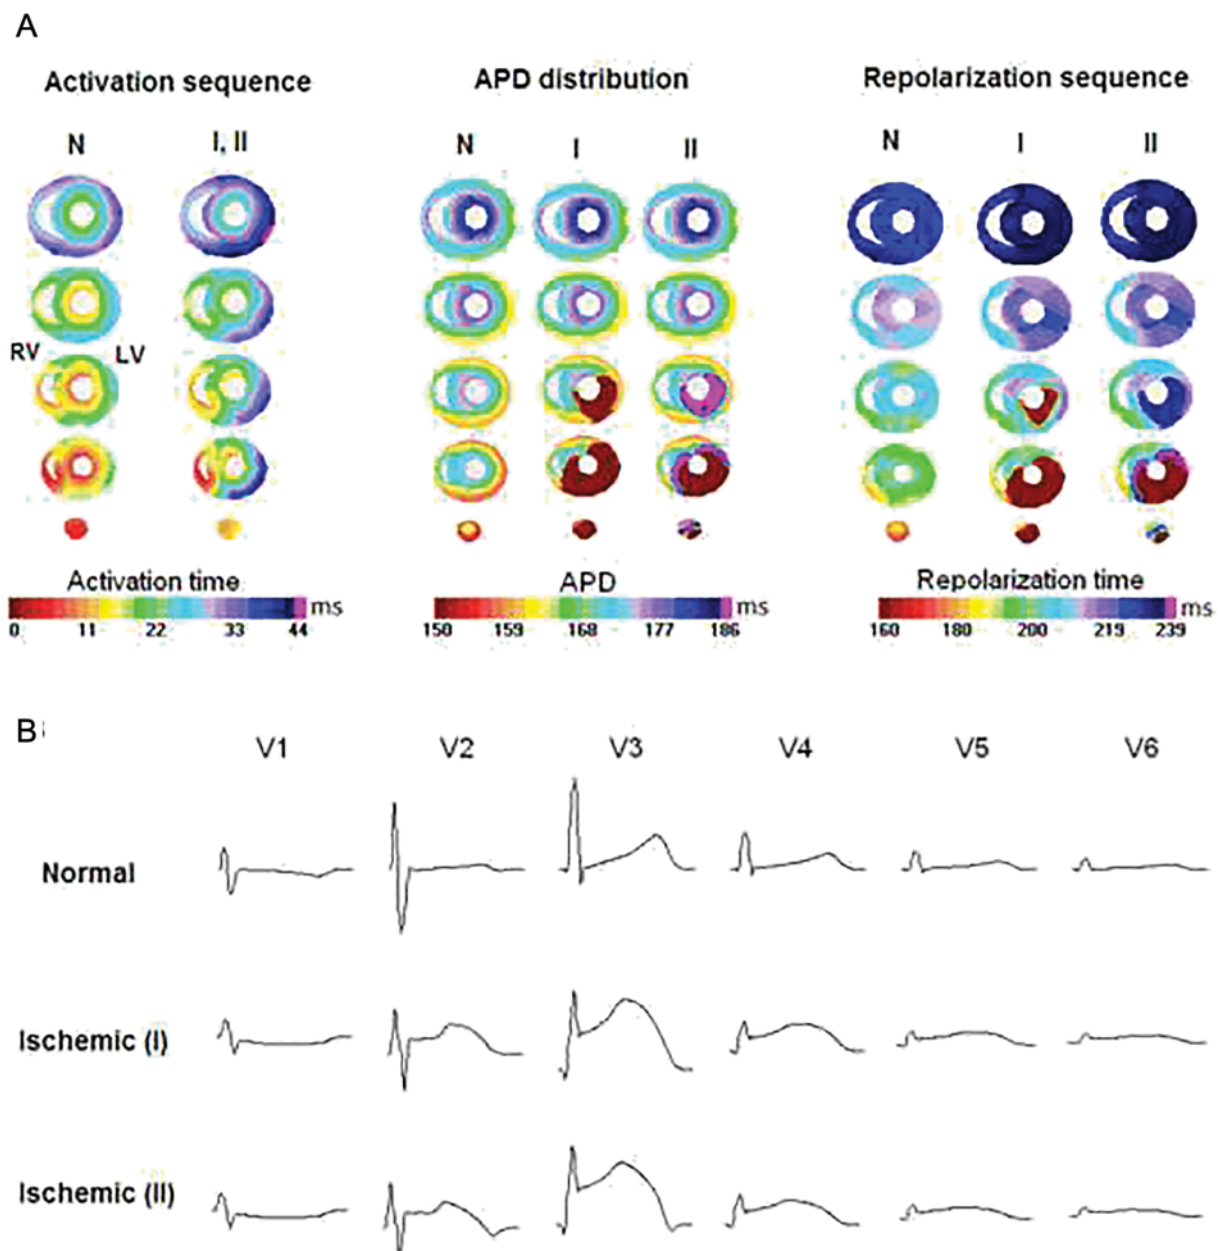 A
Activation sequence
APD distribution
Repolarization sequence
N
I, II
N
I
II
N
I
II
RV
LV
Activation time
ms
0 11 22 33 44
APD
ms
150 159 168 177 186
Repolarization time
ms
160 180 200 219 239
B
V1 V2 V3 V4 V5 V6
Normal
Ischemic (I)
Ischemic (II)